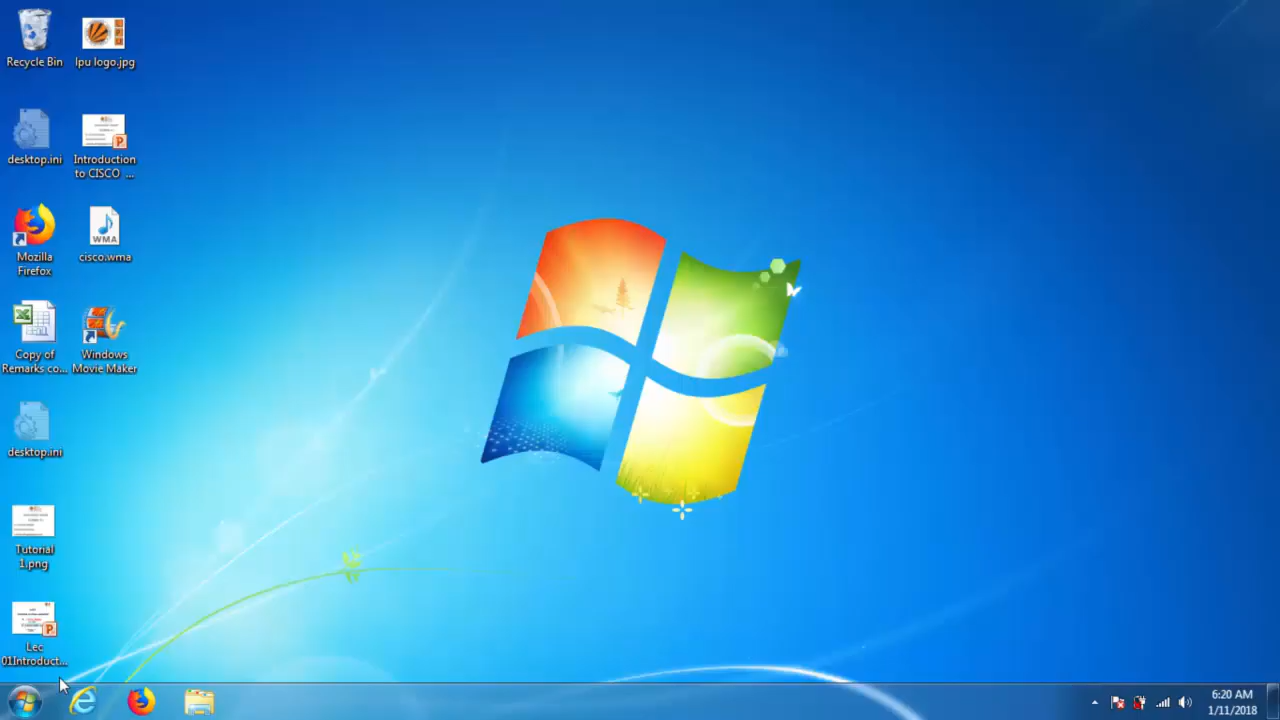 Recycle Bin
lpu logo.jpg
desktop.ini
Introduction
to CISCO ...
Mozilla
Firefox
WMA
cisco.wma
Copy of
Remarks co...
Windows
Movie Maker
desktop.ini
Tutorial
1.png
Lec
01Introduct...
6:20 AM
1/11/2018